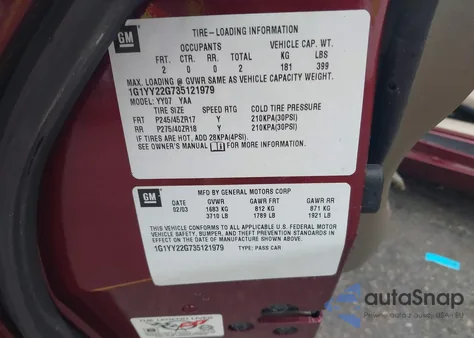 GM
TIRE – LOADING INFORMATION
OCCUPANTS VEHICLE CAP. WT.
FRT. CTR. RR. TOTAL KG LBS
2 0 0 2 181 399
MAX. LOADING @ GVWR SAME AS VEHICLE CAPACITY WEIGHT.
1G1YY22G735121979
MODEL: YY07 YAA
TIRE SIZE SPEED RTG COLD TIRE PRESSURE
FRT P245/45ZR17 Y 210KPA(30PSI)
RR P275/40ZR18 Y 210KPA(30PSI)
IF TIRES ARE HOT, ADD 28KPA(4PSI).
SEE OWNER'S MANUAL FOR MORE INFORMATION.
GM
MFD BY GENERAL MOTORS CORP
DATE GVWR GAWR FRT GAWR RR
02/03 1683 KG 812 KG 871 KG
3710 LB 1789 LB 1921 LB
THIS VEHICLE CONFORMS TO ALL APPLICABLE U.S. FEDERAL MOTOR
VEHICLE SAFETY, BUMPER, AND THEFT PREVENTION STANDARDS
IN EFFECT ON THE DATE OF MANUFACTURE SHOWN ABOVE.
1G1YY22G735121979 TYPE: PASS CAR
autoSnap